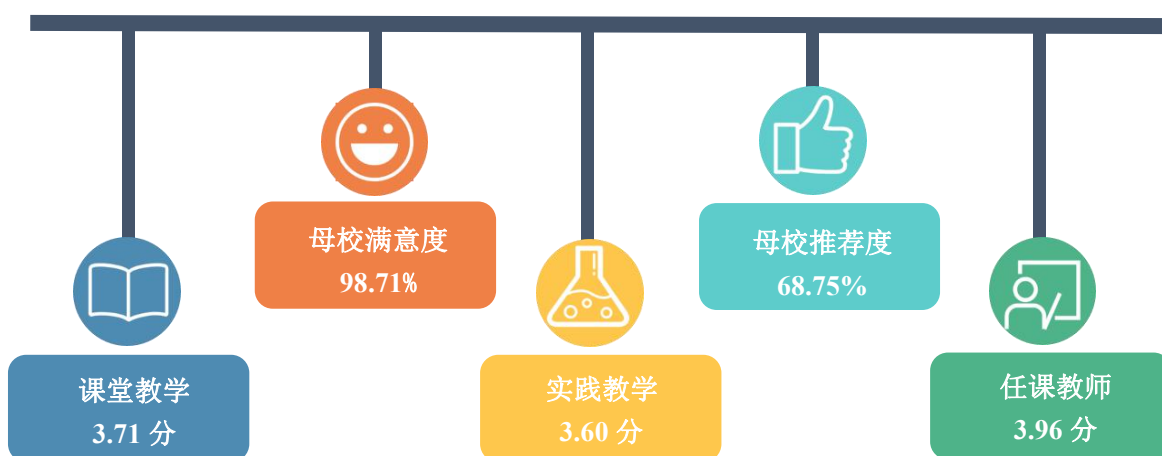 母校满意度
98.71%
母校推荐度
68.75%
课堂教学
3.71 分
实践教学
3.60 分
任课教师
3.96 分